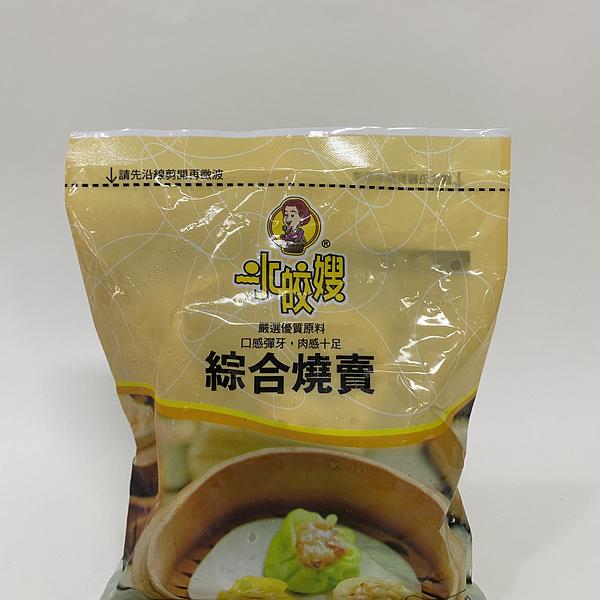 ↓請先沿線剪開再微波
®
冰餃嫂
嚴選優質原料
口感彈牙，肉感十足
綜合燒賣